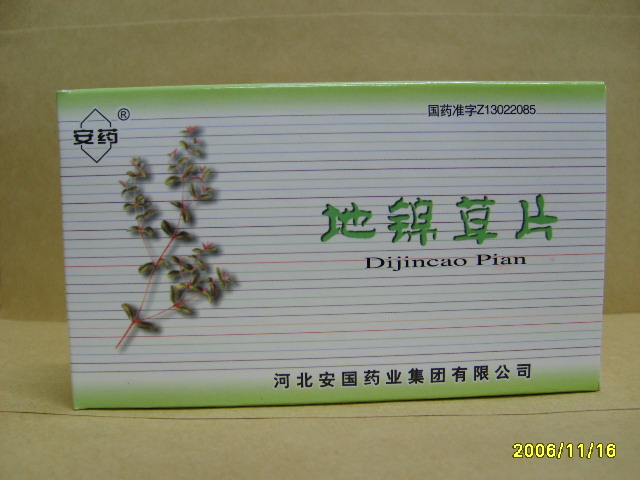 安药®
国药准字Z13022085
地锦草片
Dijincao Pian
河北安国药业集团有限公司
2006/11/16